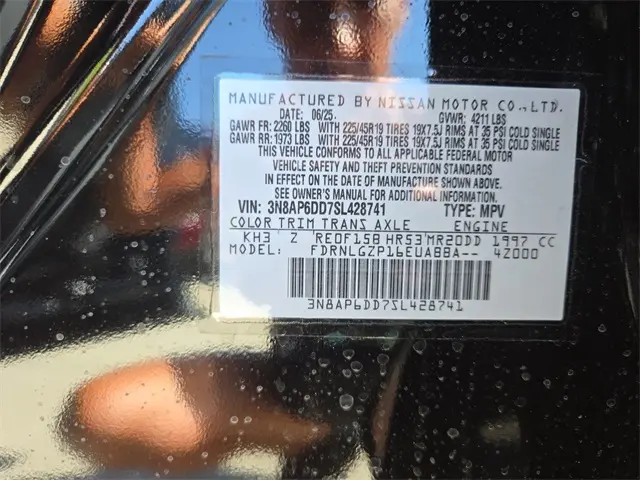 MANUFACTURED BY NISSAN MOTOR CO., LTD.
DATE: 06/25. GVWR: 4211 LBS
GAWR FR: 2260 LBS WITH 225/45R19 TIRES 19X7.5J RIMS AT 35 PSI COLD SINGLE
GAWR RR: 1973 LBS WITH 225/45R19 TIRES 19X7.5J RIMS AT 35 PSI COLD SINGLE
THIS VEHICLE CONFORMS TO ALL APPLICABLE FEDERAL MOTOR
VEHICLE SAFETY AND THEFT PREVENTION STANDARDS
IN EFFECT ON THE DATE OF MANUFACTURE SHOWN ABOVE.
SEE OWNER'S MANUAL FOR ADDITIONAL INFORMATION
VIN: 3N8AP6DD7SL428741 TYPE: MPV
COLOR TRIM TRANS AXLE ENGINE
KH3 Z RE0F15B HR53 MR20DD 1997 CC
MODEL: FDRNLGZP16EUA88A-- 4Z000
3N8AP6DD7SL428741